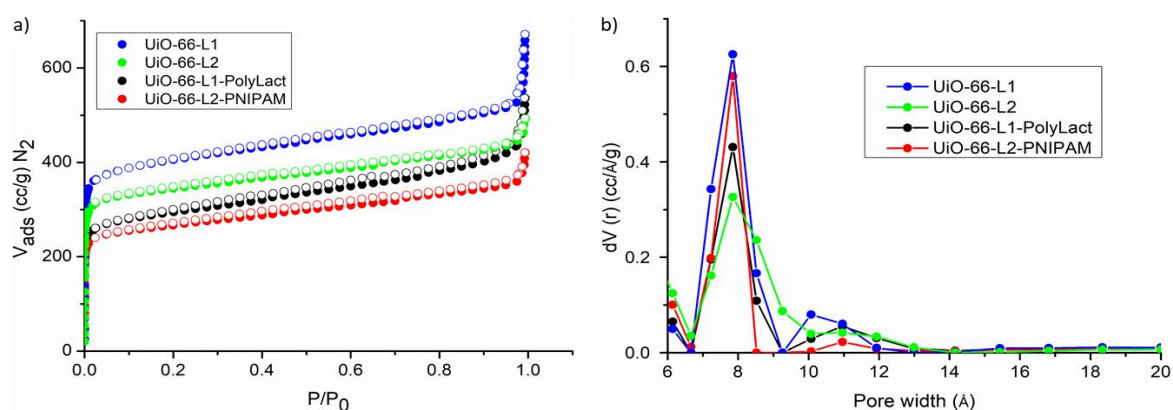 a)
UiO-66-L1
UiO-66-L2
UiO-66-L1-PolyLact
UiO-66-L2-PNIPAM
600
400
200
0
V_ads (cc/g) N₂
0.0 0.2 0.4 0.6 0.8 1.0
P/P₀
b)
UiO-66-L1
UiO-66-L2
UiO-66-L1-PolyLact
UiO-66-L2-PNIPAM
0.6
0.4
0.2
0.0
dV (r) (cc/Å/g)
6 8 10 12 14 16 18 20
Pore width (Å)